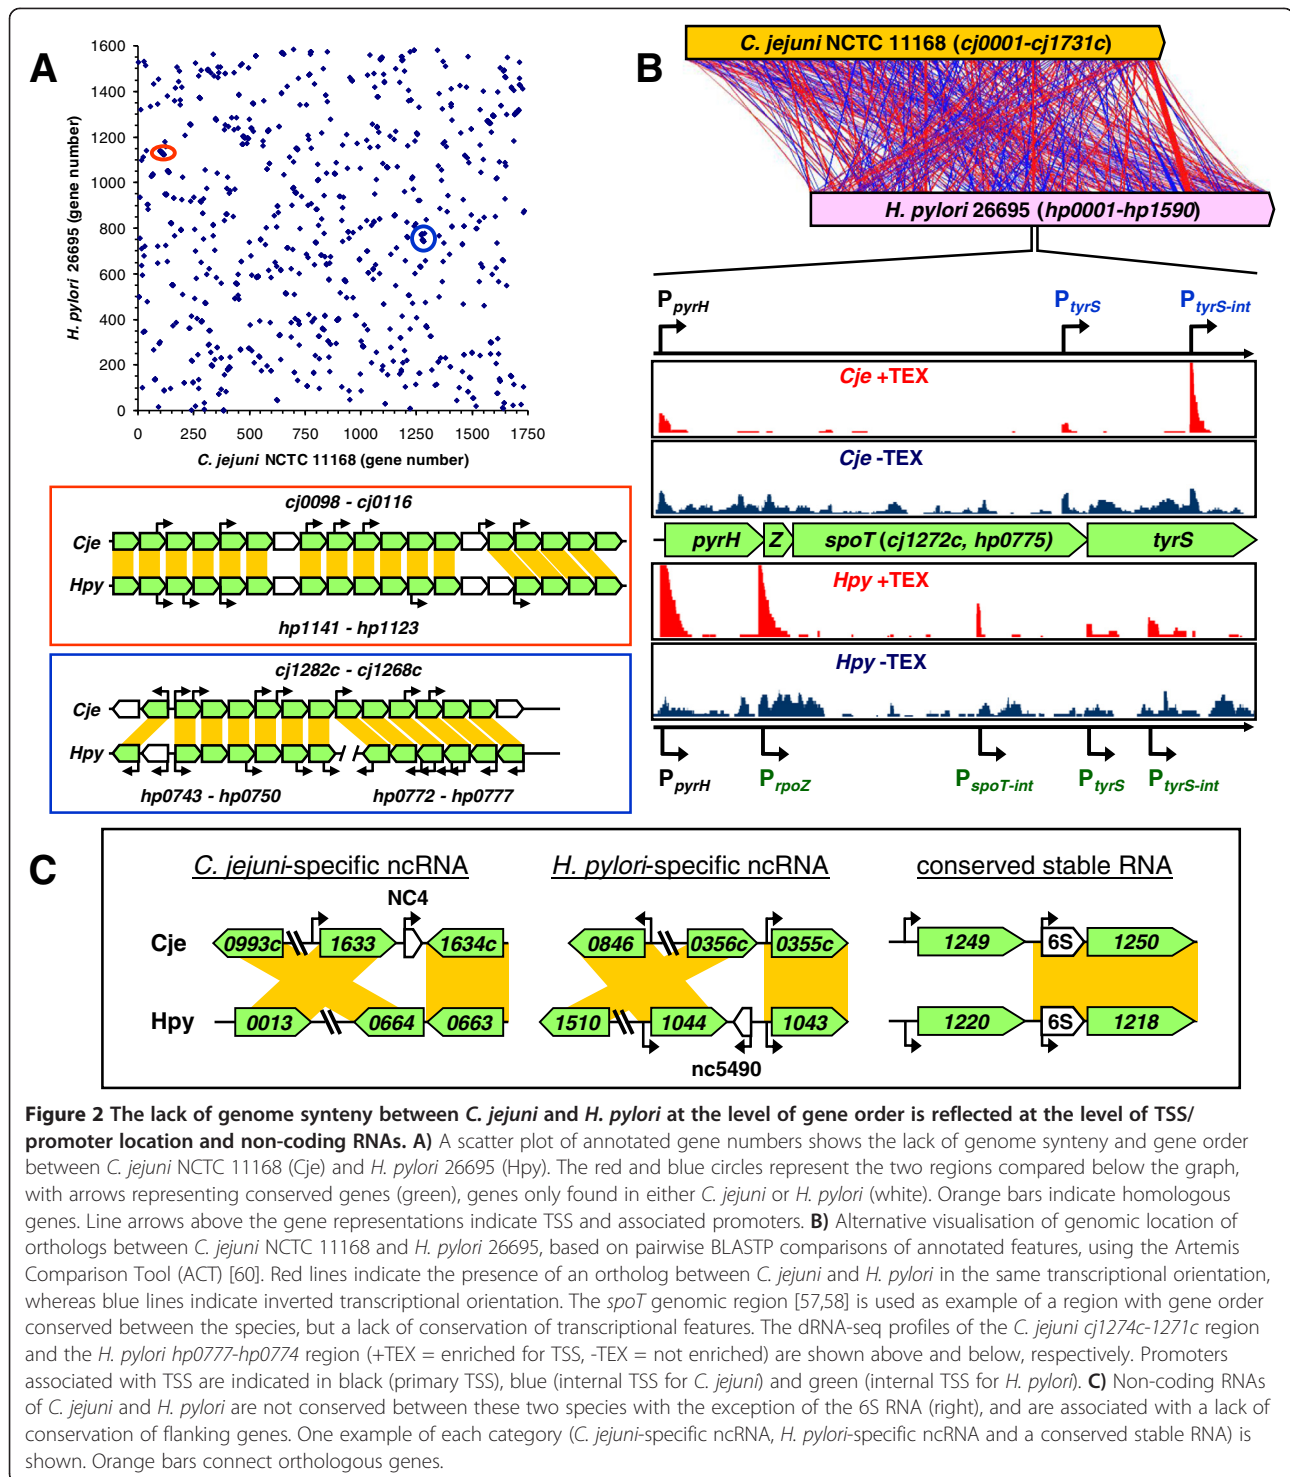 A
1600
1400
1200
1000
800
600
400
200
0
H. pylori 26695 (gene number)
0 250 500 750 1000 1250 1500 1750
C. jejuni NCTC 11168 (gene number)
cj0098 - cj0116
Cje
Hpy
hp1141 - hp1123
cj1282c - cj1268c
Cje
Hpy
hp0743 - hp0750 hp0772 - hp0777
B
C. jejuni NCTC 11168 (cj0001-cj1731c)
H. pylori 26695 (hp0001-hp1590)
PpyrH PtyrS PtyrS-int
Cje +TEX
Cje -TEX
pyrH Z spoT (cj1272c, hp0775) tyrS
Hpy +TEX
Hpy -TEX
PpyrH PrpoZ PspoT-int PtyrS PtyrS-int
C
C. jejuni-specific ncRNA H. pylori-specific ncRNA conserved stable RNA
NC4
Cje 0993c 1633 1634c 0846 0356c 0355c 1249 6S 1250
Hpy 0013 0664 0663 1510 1044 1043 1220 6S 1218
nc5490
Figure 2 The lack of genome synteny between C. jejuni and H. pylori at the level of gene order is reflected at the level of TSS/
promoter location and non-coding RNAs. A) A scatter plot of annotated gene numbers shows the lack of genome synteny and gene order
between C. jejuni NCTC 11168 (Cje) and H. pylori 26695 (Hpy). The red and blue circles represent the two regions compared below the graph,
with arrows representing conserved genes (green), genes only found in either C. jejuni or H. pylori (white). Orange bars indicate homologous
genes. Line arrows above the gene representations indicate TSS and associated promoters. B) Alternative visualisation of genomic location of
orthologs between C. jejuni NCTC 11168 and H. pylori 26695, based on pairwise BLASTP comparisons of annotated features, using the Artemis
Comparison Tool (ACT) [60]. Red lines indicate the presence of an ortholog between C. jejuni and H. pylori in the same transcriptional orientation,
whereas blue lines indicate inverted transcriptional orientation. The spoT genomic region [57,58] is used as example of a region with gene order
conserved between the species, but a lack of conservation of transcriptional features. The dRNA-seq profiles of the C. jejuni cj1274c-1271c region
and the H. pylori hp0777-hp0774 region (+TEX = enriched for TSS, -TEX = not enriched) are shown above and below, respectively. Promoters
associated with TSS are indicated in black (primary TSS), blue (internal TSS for C. jejuni) and green (internal TSS for H. pylori). C) Non-coding RNAs
of C. jejuni and H. pylori are not conserved between these two species with the exception of the 6S RNA (right), and are associated with a lack of
conservation of flanking genes. One example of each category (C. jejuni-specific ncRNA, H. pylori-specific ncRNA and a conserved stable RNA) is
shown. Orange bars connect orthologous genes.